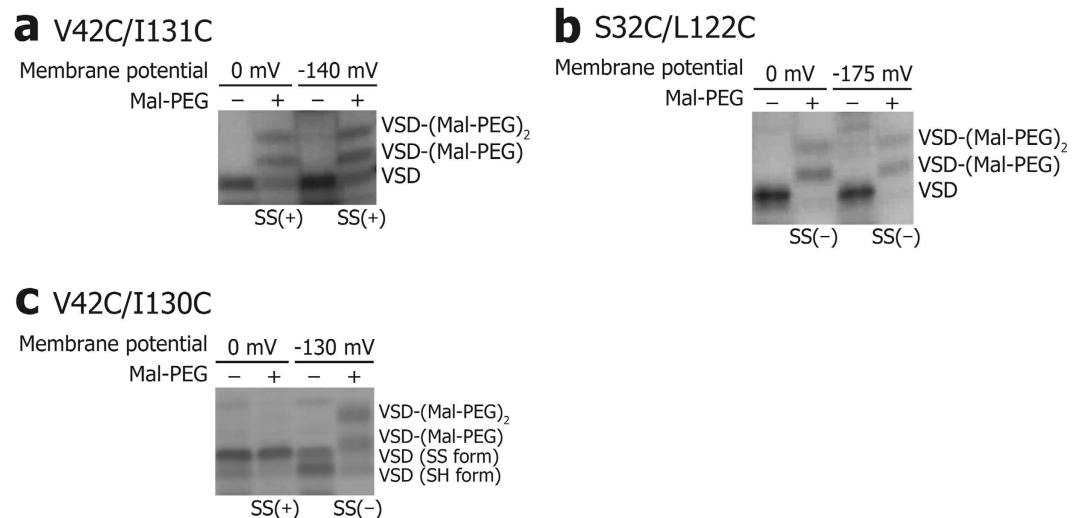 a V42C/I131C
Membrane potential 0 mV -140 mV
Mal-PEG − + − +
VSD-(Mal-PEG)2
VSD-(Mal-PEG)
VSD
SS(+) SS(+)
b S32C/L122C
Membrane potential 0 mV -175 mV
Mal-PEG − + − +
VSD-(Mal-PEG)2
VSD-(Mal-PEG)
VSD
SS(−) SS(−)
c V42C/I130C
Membrane potential 0 mV -130 mV
Mal-PEG − + − +
VSD-(Mal-PEG)2
VSD-(Mal-PEG)
VSD (SS form)
VSD (SH form)
SS(+) SS(−)